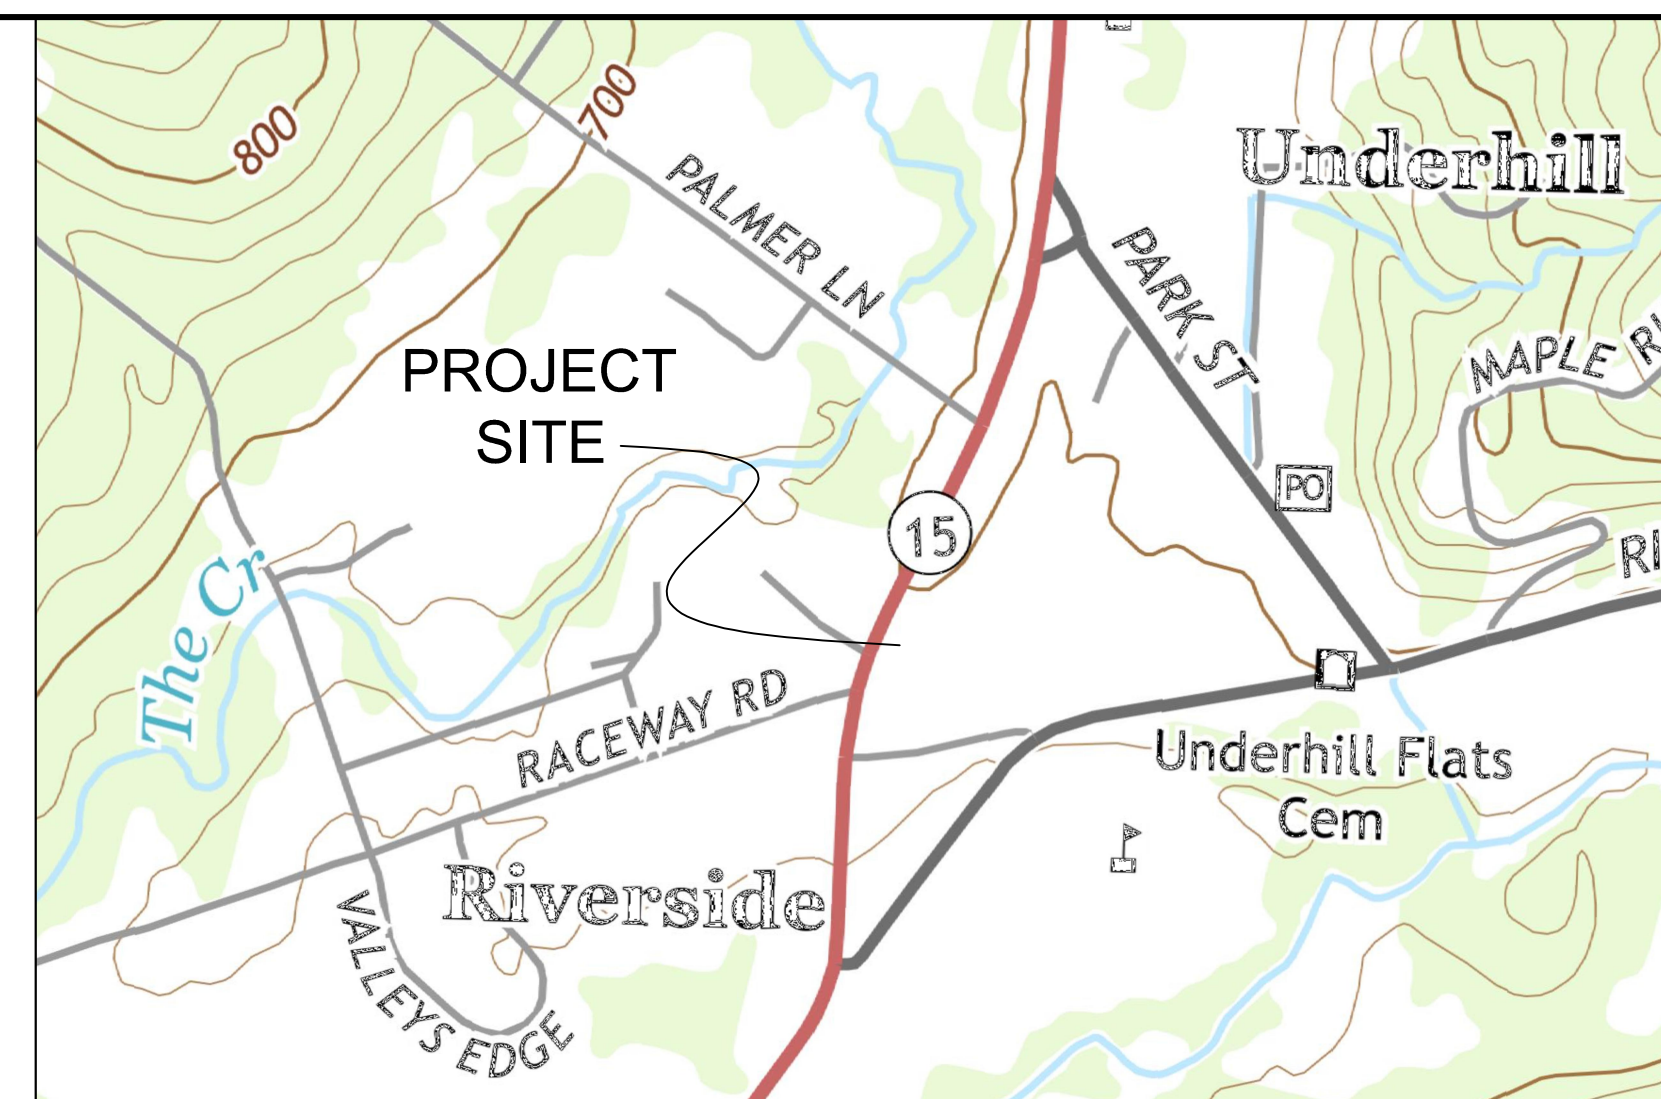 800
700
PALMER LN
Underhill
PARK ST
MAPLE
PROJECT
SITE
15
PO
The Cr
RACEWAY RD
Underhill Flats
Cem
Riverside
VALLEYS EDGE